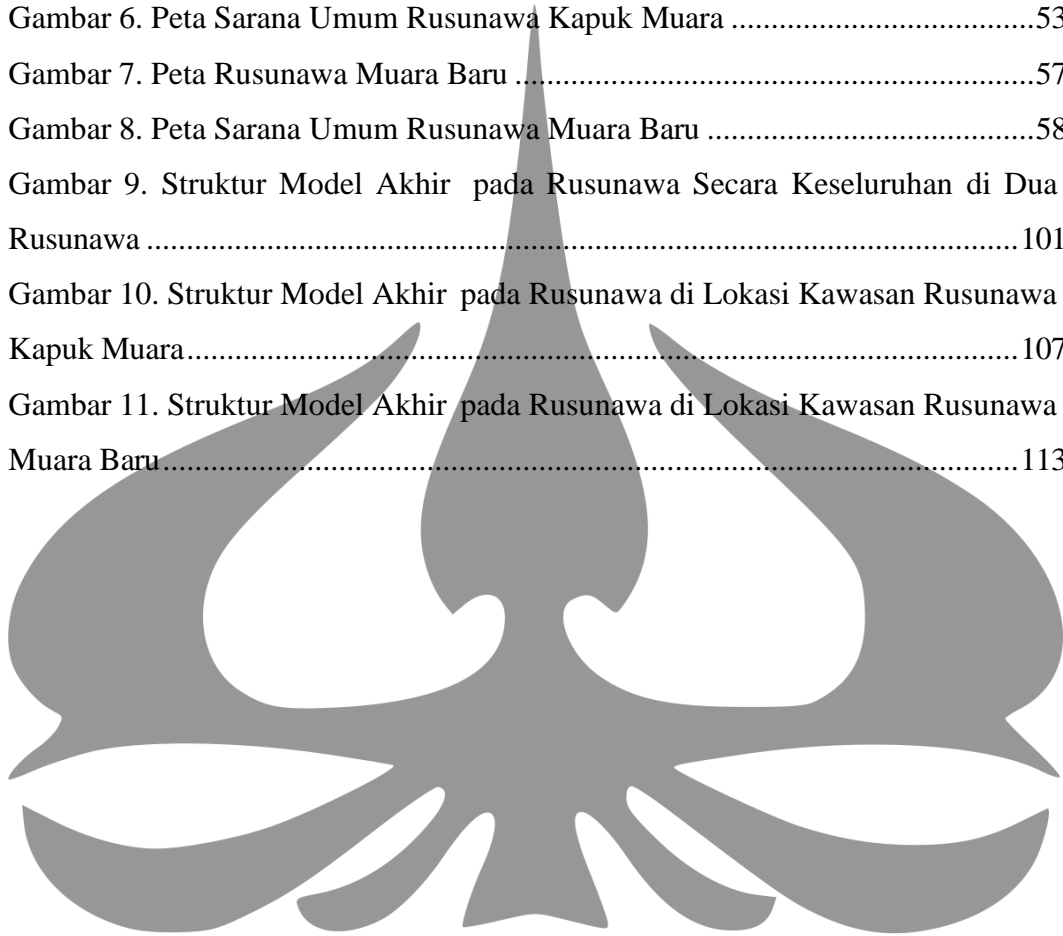 Gambar 6. Peta Sarana Umum Rusunawa Kapuk Muara ....................................53
Gambar 7. Peta Rusunawa Muara Baru ................................................................57
Gambar 8. Peta Sarana Umum Rusunawa Muara Baru .......................................58
Gambar 9. Struktur Model Akhir pada Rusunawa Secara Keseluruhan di Dua
Rusunawa ............................................................................................................101
Gambar 10. Struktur Model Akhir pada Rusunawa di Lokasi Kawasan Rusunawa
Kapuk Muara.......................................................................................................107
Gambar 11. Struktur Model Akhir pada Rusunawa di Lokasi Kawasan Rusunawa
Muara Baru..........................................................................................................113